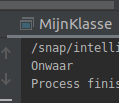 MijnKlasse
/snap/intelli
Onwaar
Process finis